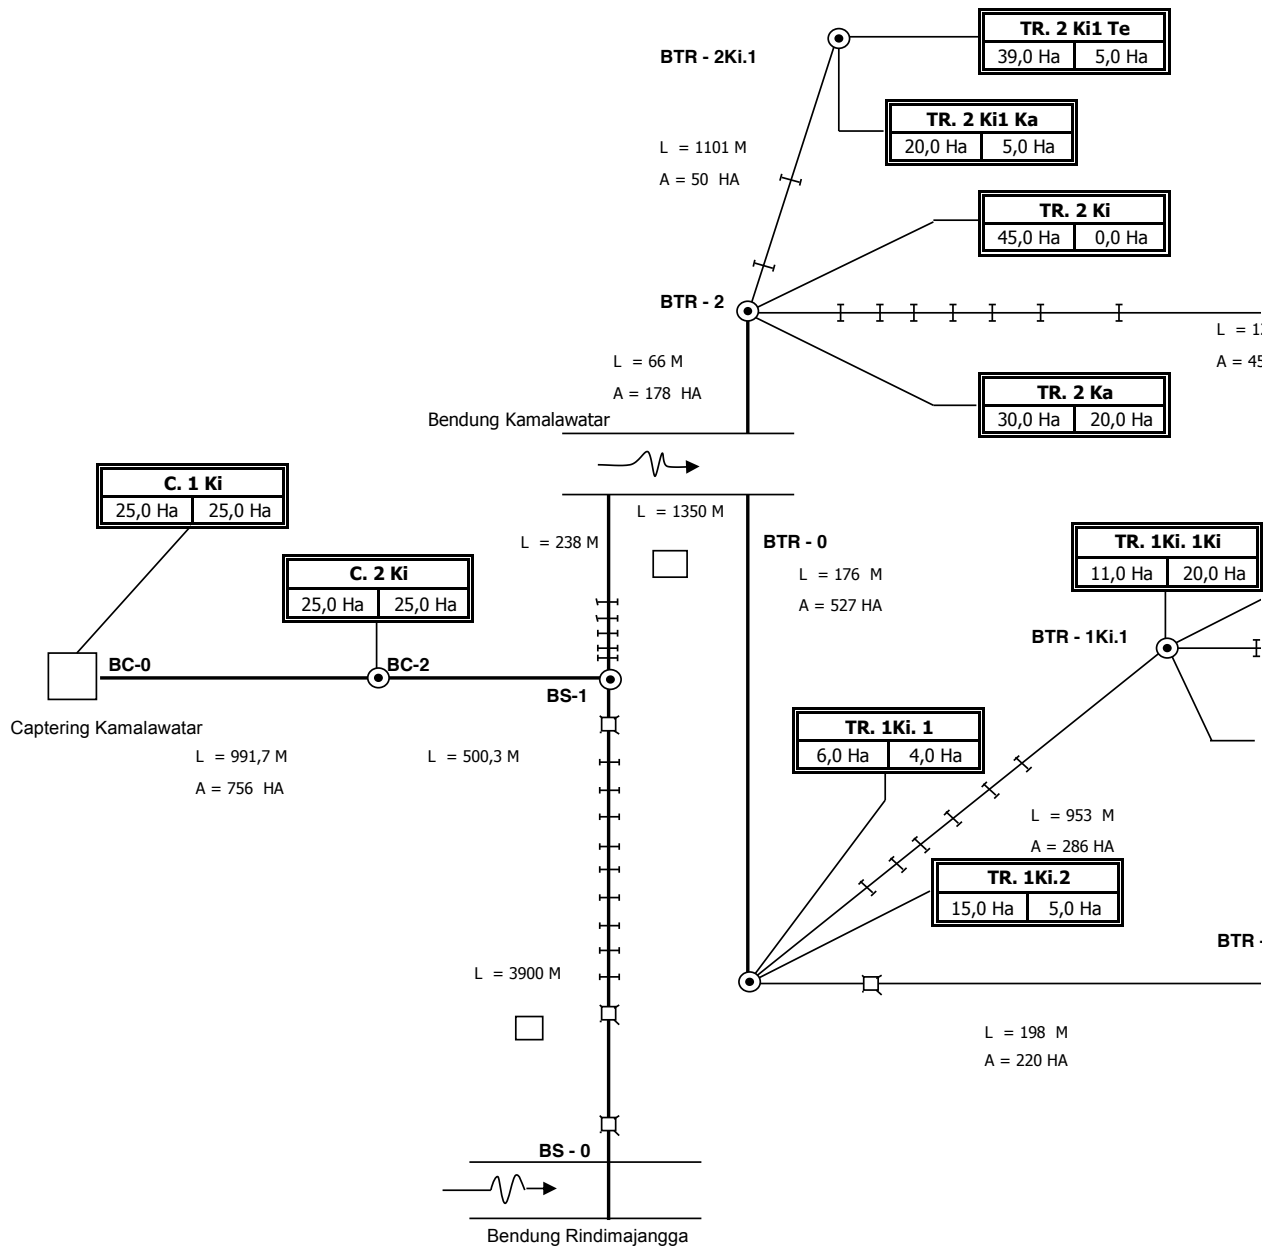 TR. 2 Ki1 Te
39,0 Ha 5,0 Ha
BTR - 2Ki.1
TR. 2 Ki1 Ka
20,0 Ha 5,0 Ha
L = 1101 M
A = 50 HA
TR. 2 Ki
45,0 Ha 0,0 Ha
BTR - 2
L = 66 M
A = 178 HA
A = 45
TR. 2 Ka
30,0 Ha 20,0 Ha
Bendung Kamalawatar
C. 1 Ki
25,0 Ha 25,0 Ha
L = 1350 M
L = 238 M
BTR - 0
L = 176 M
A = 527 HA
TR. 1Ki. 1Ki
11,0 Ha 20,0 Ha
C. 2 Ki
25,0 Ha 25,0 Ha
BTR - 1Ki.1
BC-0
BC-2
BS-1
Captering Kamalawatar
L = 991,7 M
A = 756 HA
L = 500,3 M
TR. 1Ki. 1
6,0 Ha 4,0 Ha
L = 953 M
A = 286 HA
TR. 1Ki.2
15,0 Ha 5,0 Ha
BTR -
L = 3900 M
L = 198 M
A = 220 HA
BS - 0
Bendung Rindimajangga